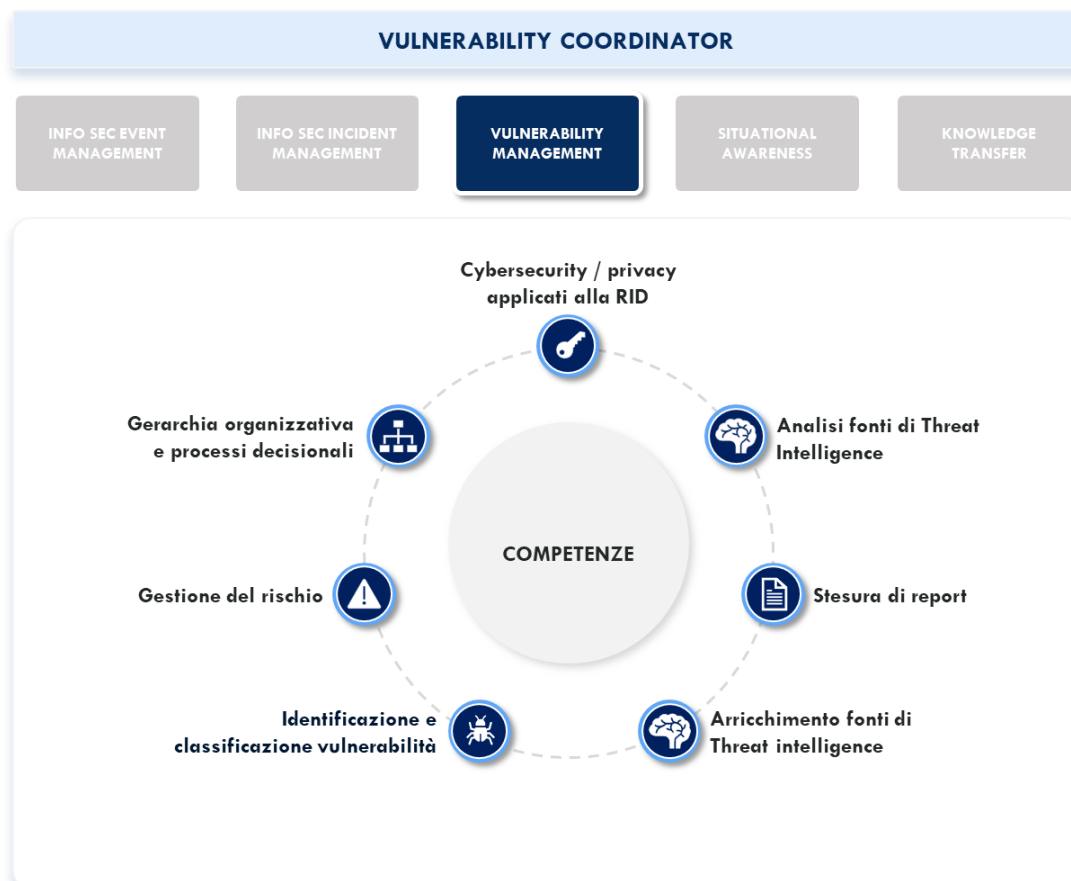 VULNERABILITY COORDINATOR
INFO SEC EVENT
MANAGEMENT
INFO SEC INCIDENT
MANAGEMENT
VULNERABILITY
MANAGEMENT
SITUATIONAL
AWARENESS
KNOWLEDGE
TRANSFER
Cybersecurity / privacy
applicati alla RID
Gerarchia organizzativa
e processi decisionali
Analisi fonti di Threat
Intelligence
COMPETENZE
Gestione del rischio
Stesura di report
Identificazione e
classificazione vulnerabilità
Arricchimento fonti di
Threat intelligence